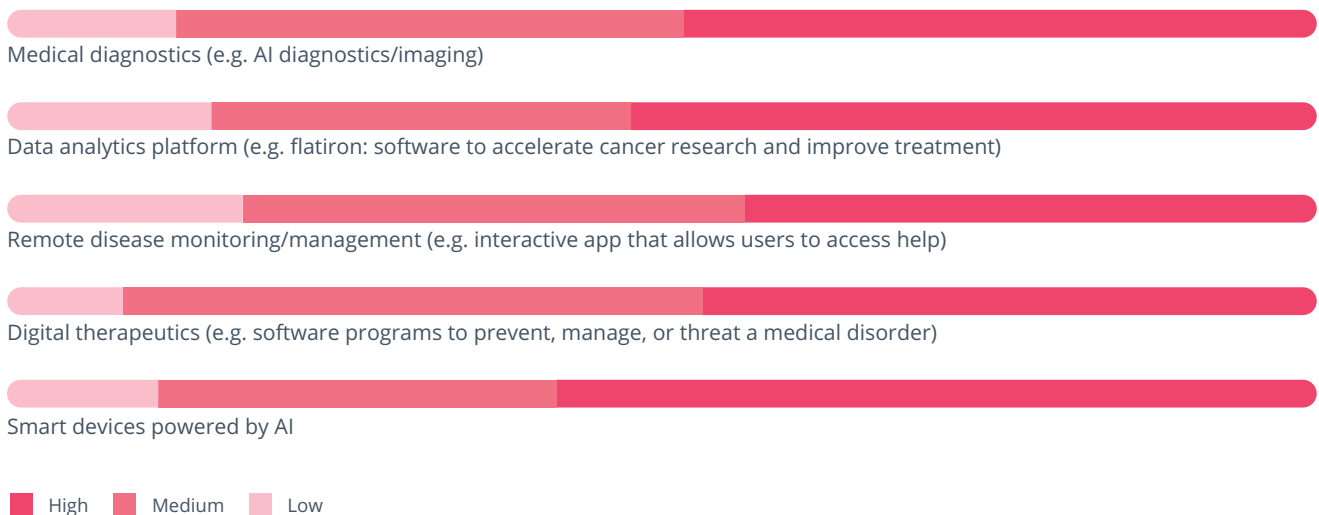 Medical diagnostics (e.g. AI diagnostics/imaging)
Data analytics platform (e.g. flatiron: software to accelerate cancer research and improve treatment)
Remote disease monitoring/management (e.g. interactive app that allows users to access help)
Digital therapeutics (e.g. software programs to prevent, manage, or threat a medical disorder)
Smart devices powered by AI
High Medium Low